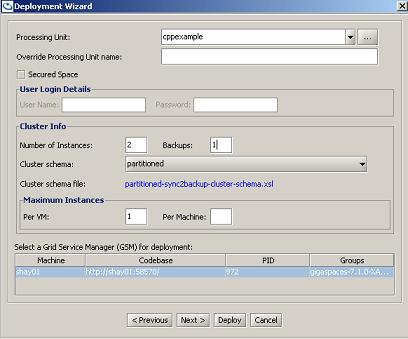 Deployment Wizard
Processing Unit: cppexample ...
Override Processing Unit name:
Secured Space
User Login Details
User Name: Password:
Cluster Info
Number of Instances: 2 Backups: 1
Cluster schema: partitioned
Cluster schema file: partitioned-sync2backup-cluster-schema.xsl
Maximum Instances
Per VM: 1 Per Machine:
Select a Grid Service Manager (GSM) for deployment:
Machine Codebase PID Groups
shay01 http://shay01:58570/ 972 gigaspaces-7.1.0-XA...
< Previous Next > Deploy Cancel